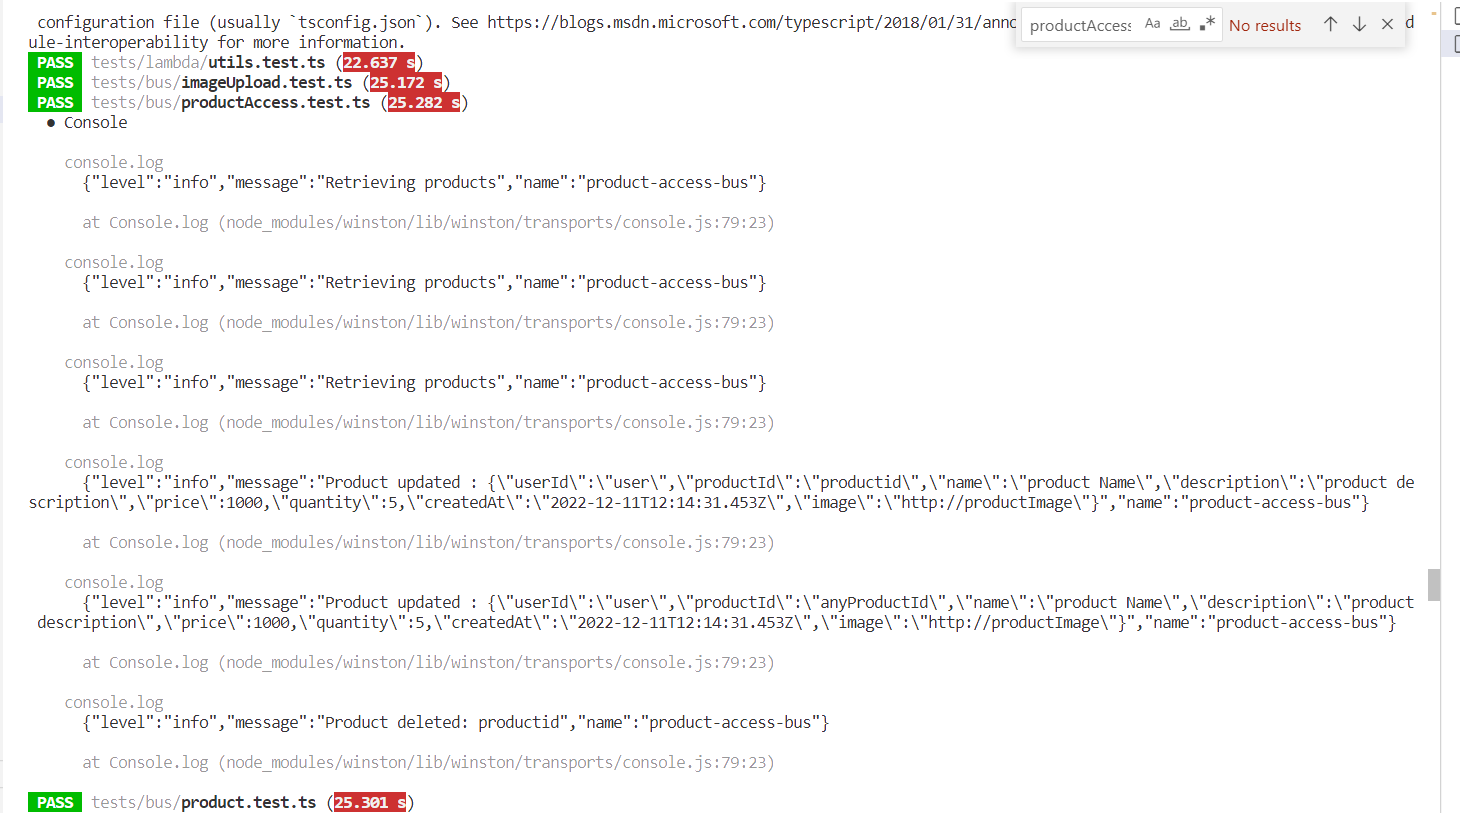 configuration file (usually `tsconfig.json`). See https://blogs.msdn.microsoft.com/typescript/2018/01/31/anno
productAccess Aa ab .* No results
d
ule-interoperability for more information.
PASS tests/lambda/utils.test.ts (22.637 s)
PASS tests/bus/imageUpload.test.ts (25.172 s)
PASS tests/bus/productAccess.test.ts (25.282 s)
● Console
console.log
{"level":"info","message":"Retrieving products","name":"product-access-bus"}
at Console.log (node_modules/winston/lib/winston/transports/console.js:79:23)
console.log
{"level":"info","message":"Retrieving products","name":"product-access-bus"}
at Console.log (node_modules/winston/lib/winston/transports/console.js:79:23)
console.log
{"level":"info","message":"Retrieving products","name":"product-access-bus"}
at Console.log (node_modules/winston/lib/winston/transports/console.js:79:23)
console.log
{"level":"info","message":"Product updated : {\"userId\":\"user\",\"productId\":\"productid\",\"name\":\"product Name\",\"description\":\"product de
scription\",\"price\":1000,\"quantity\":5,\"createdAt\":\"2022-12-11T12:14:31.453Z\",\"image\":\"http://productImage\"}","name":"product-access-bus"}
at Console.log (node_modules/winston/lib/winston/transports/console.js:79:23)
console.log
{"level":"info","message":"Product updated : {\"userId\":\"user\",\"productId\":\"anyProductId\",\"name\":\"product Name\",\"description\":\"product
description\",\"price\":1000,\"quantity\":5,\"createdAt\":\"2022-12-11T12:14:31.453Z\",\"image\":\"http://productImage\"}","name":"product-access-bus"}
at Console.log (node_modules/winston/lib/winston/transports/console.js:79:23)
console.log
{"level":"info","message":"Product deleted: productid","name":"product-access-bus"}
at Console.log (node_modules/winston/lib/winston/transports/console.js:79:23)
PASS tests/bus/product.test.ts (25.301 s)